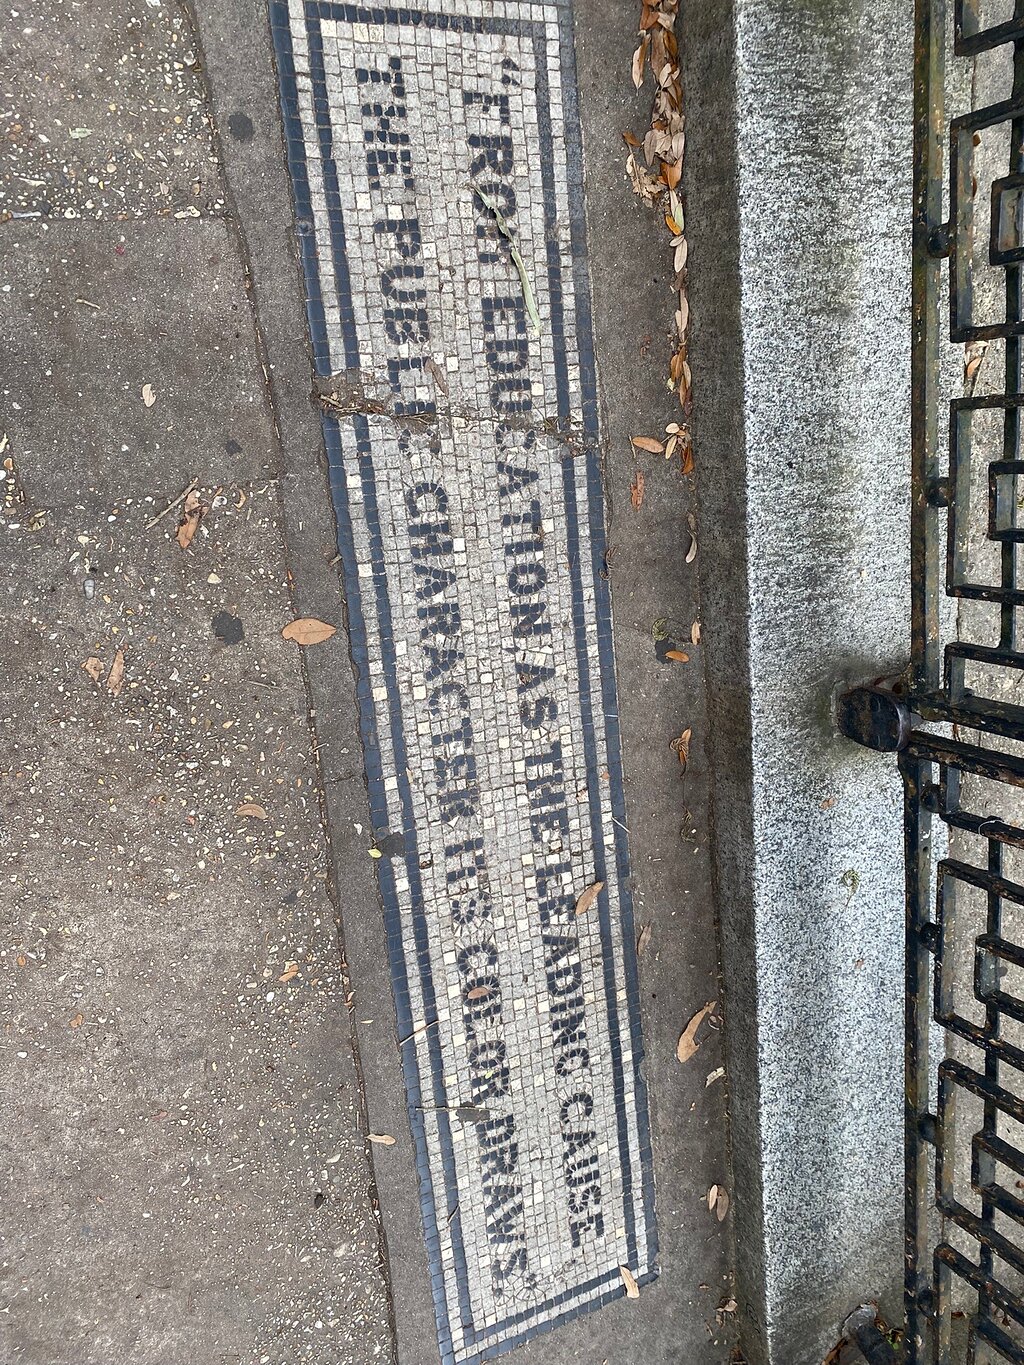 “FROM EDUCATION, AS THE LEADING CAUSE
THE PUBLIC CHARACTER ITS COLOR DRAWS”